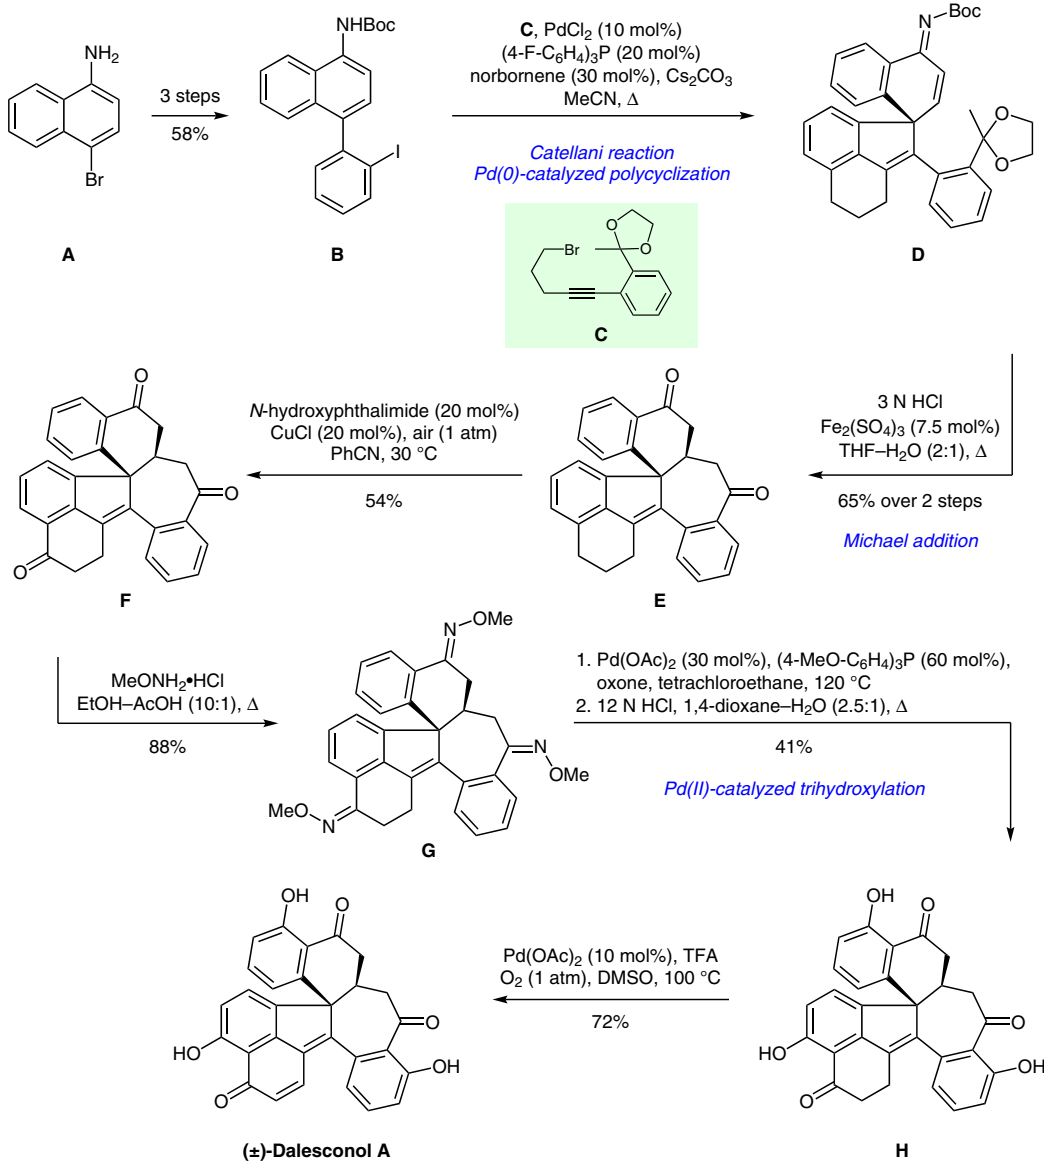 NH2
Br
A
3 steps
58%
NHBoc
I
B
C, PdCl2 (10 mol%)
(4-F-C6H4)3P (20 mol%)
norbornene (30 mol%), Cs2CO3
MeCN, Δ
Catellani reaction
Pd(0)-catalyzed polycyclization
Br
O
O
C
N
Boc
O
O
D
3 N HCl
Fe2(SO4)3 (7.5 mol%)
THF–H2O (2:1), Δ
65% over 2 steps
Michael addition
O
O
E
N-hydroxyphthalimide (20 mol%)
CuCl (20 mol%), air (1 atm)
PhCN, 30 °C
54%
O
O
O
F
MeONH2•HCl
EtOH–AcOH (10:1), Δ
88%
N
OMe
N
OMe
MeO
N
G
1. Pd(OAc)2 (30 mol%), (4-MeO-C6H4)3P (60 mol%),
oxone, tetrachloroethane, 120 °C
2. 12 N HCl, 1,4-dioxane–H2O (2.5:1), Δ
41%
Pd(II)-catalyzed trihydroxylation
OH
O
O
HO
OH
O
H
Pd(OAc)2 (10 mol%), TFA
O2 (1 atm), DMSO, 100 °C
72%
OH
O
O
HO
OH
O
(±)-Dalesconol A